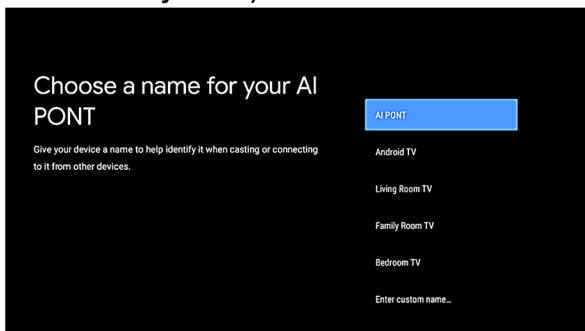 Choose a name for your AI
PONT
Give your device a name to help identify it when casting or connecting
to it from other devices.
AI PONT
Android TV
Living Room TV
Family Room TV
Bedroom TV
Enter custom name...